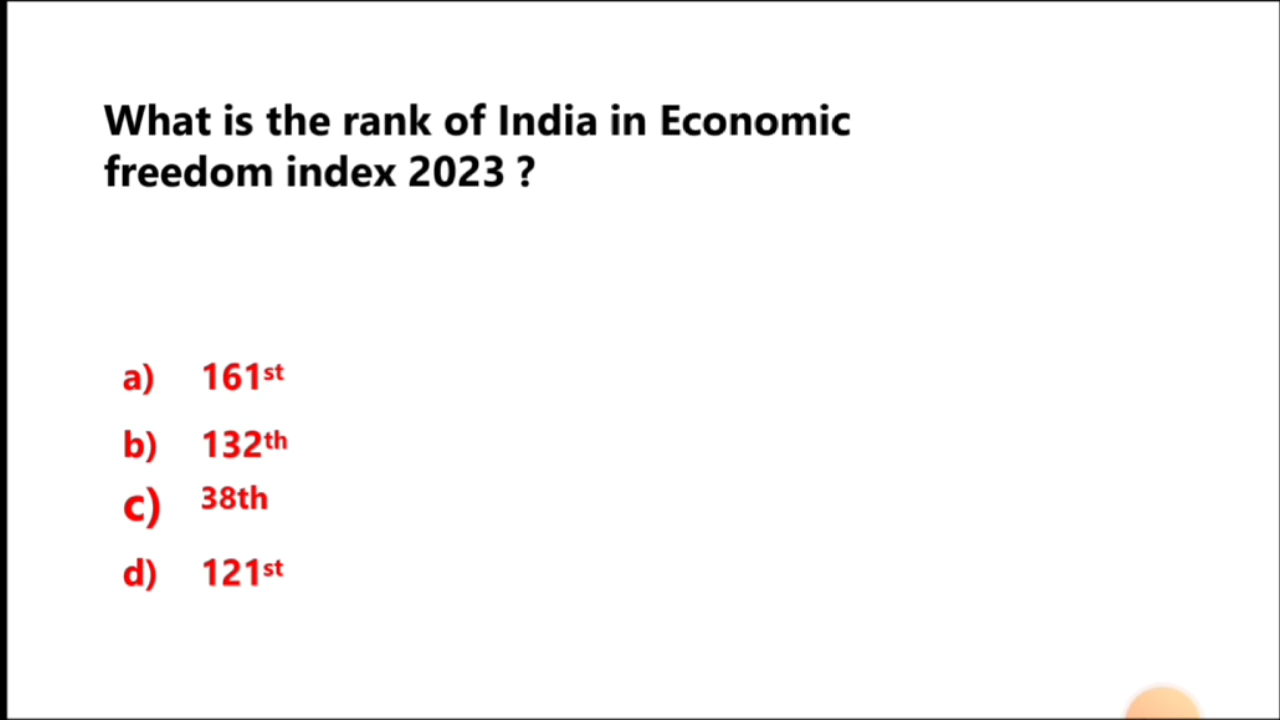 What is the rank of India in Economic
freedom index 2023 ?
a) 161st
b) 132th
c) 38th
d) 121st